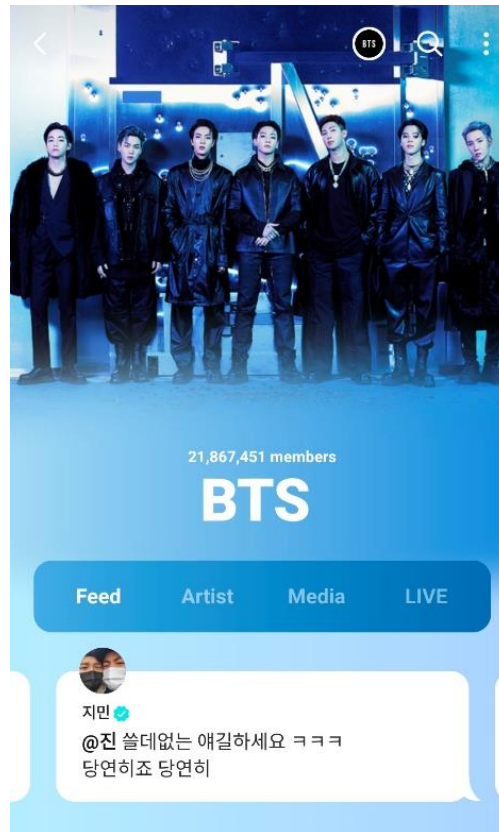 BTS
21,867,451 members
BTS
Feed Artist Media LIVE
지민
@진 쓸데없는 얘길하세요 ㅋㅋㅋ
당연히죠 당연히